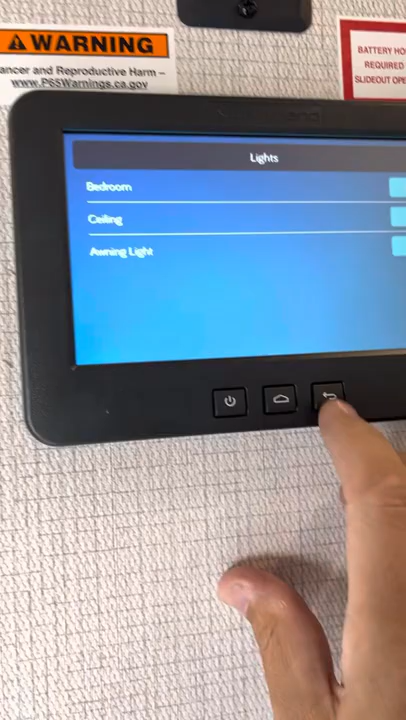 WARNING
ancer and Reproductive Harm –
www.P65Warnings.ca.gov
BATTERY HO
REQUIRED
SLIDEOUT OPE
Lights
Bedroom
Ceiling
Awning Light